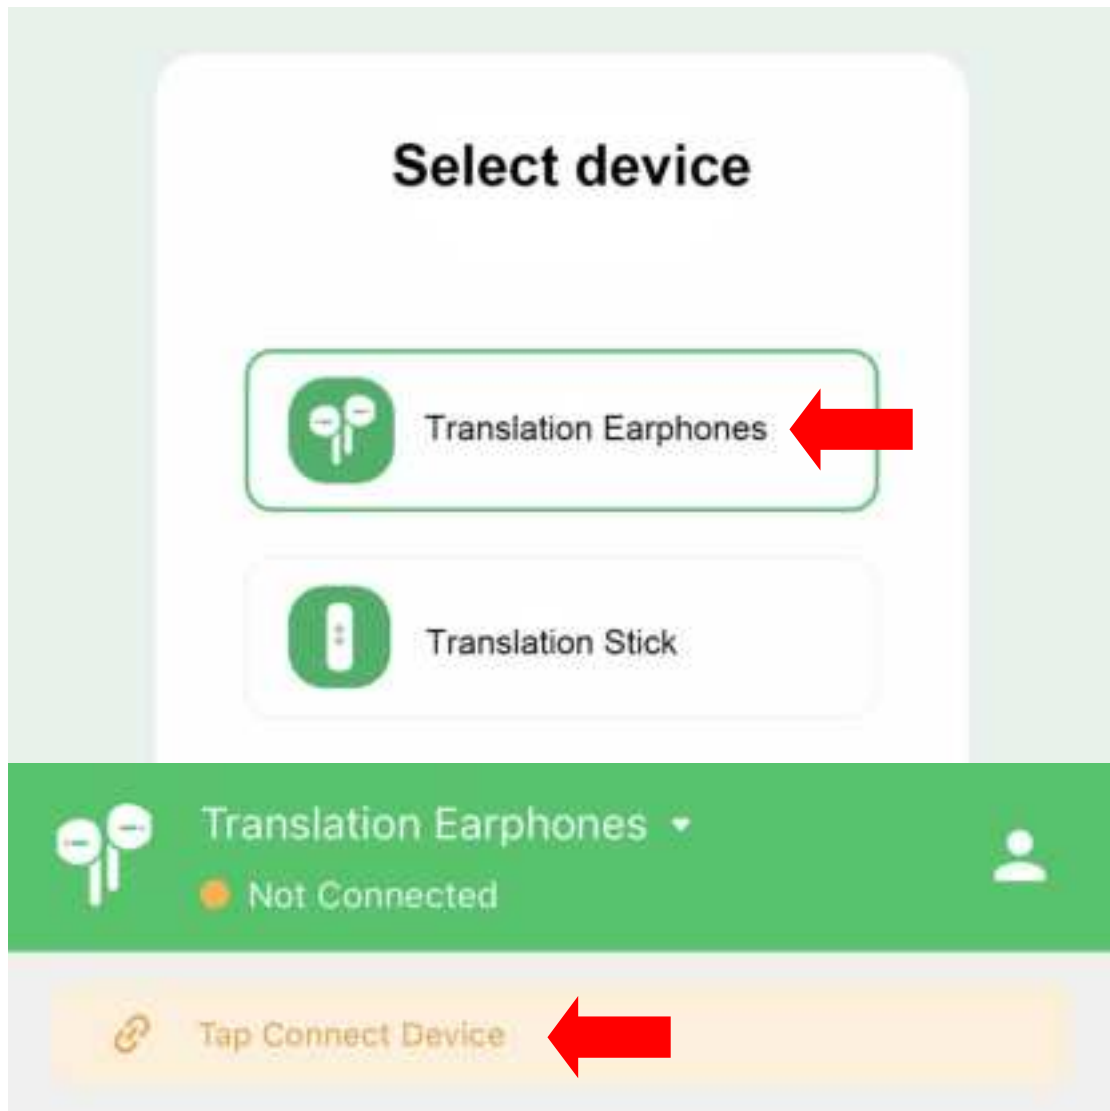 Select device
Translation Earphones
Translation Stick
Translation Earphones
Not Connected
Tap Connect Device